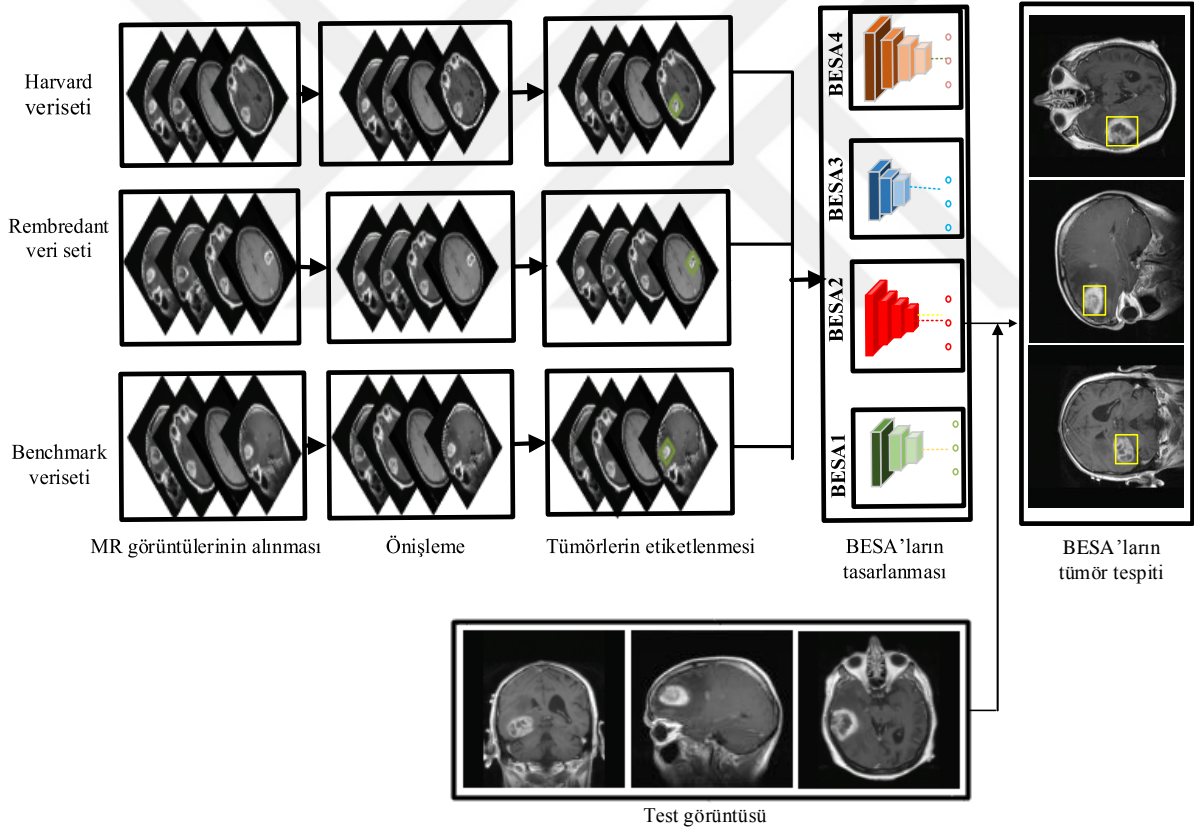 Harvard
veriseti
Rembredant
veri seti
Benchmark
veriseti
MR görüntülerinin alınması
Önişleme
Tümörlerin etiketlenmesi
BESA4
BESA3
BESA2
BESA1
BESA’ların
tasarlanması
BESA’ların
tümör tespiti
Test görüntüsü